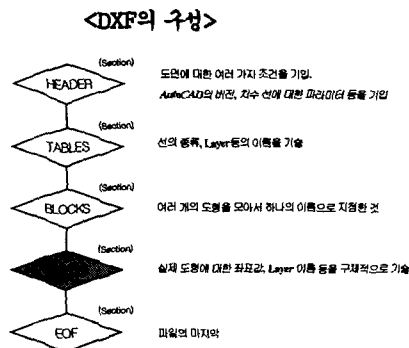 <DXF의 구성>
(Section)
HEADER
도면에 대한 여러 가지 조건을 기입.
AutoCAD의 버전, 치수 선에 대한 파라미터 등을 기입
(Section)
TABLES
선의 종류, Layer등의 이름을 기술
(Section)
BLOCKS
여러 개의 도형을 모아서 하나의 이름으로 지정한 것
(Section)
실제 도형에 대한 좌표값, Layer 이름 등을 구체적으로 기술
(Section)
EOF
파일의 마지막